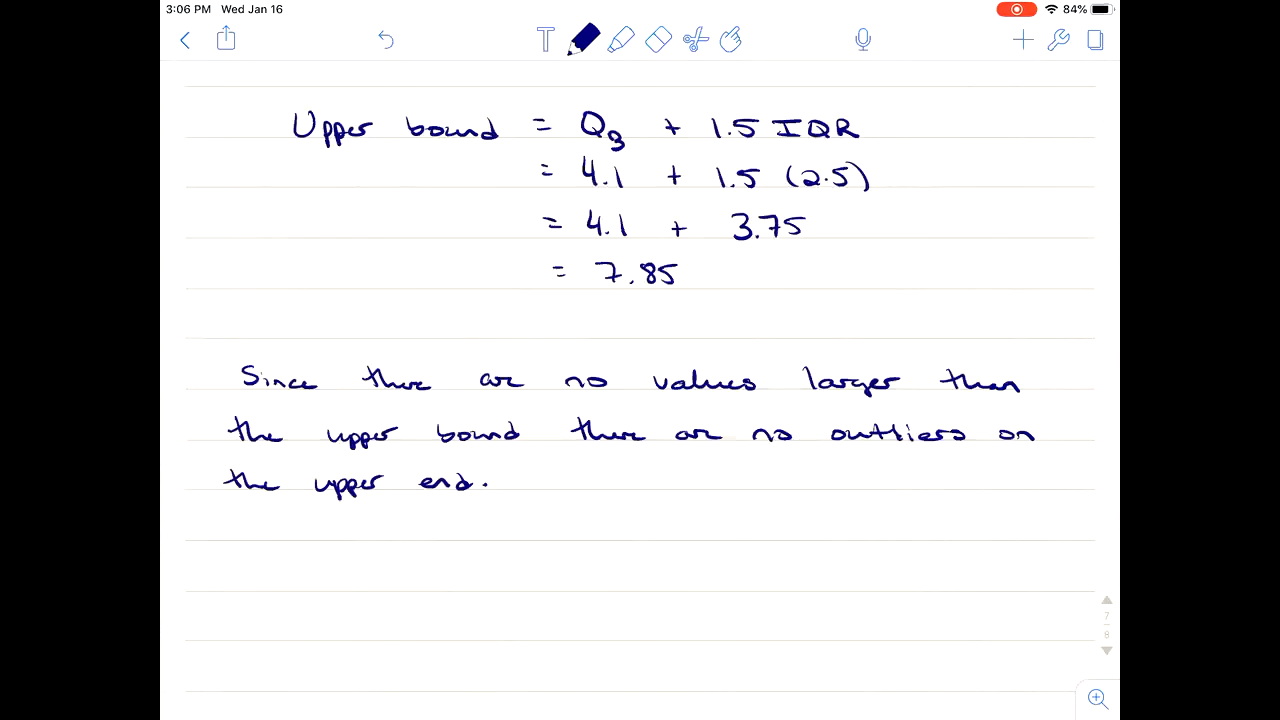 3:06 PM Wed Jan 16 84%
T
Upper bound = Q3 + 1.5 IQR
= 4.1 + 1.5 (2.5)
= 4.1 + 3.75
= 7.85
Since there are no values larger than
the upper bound there are no outliers on
the upper end.
7
8